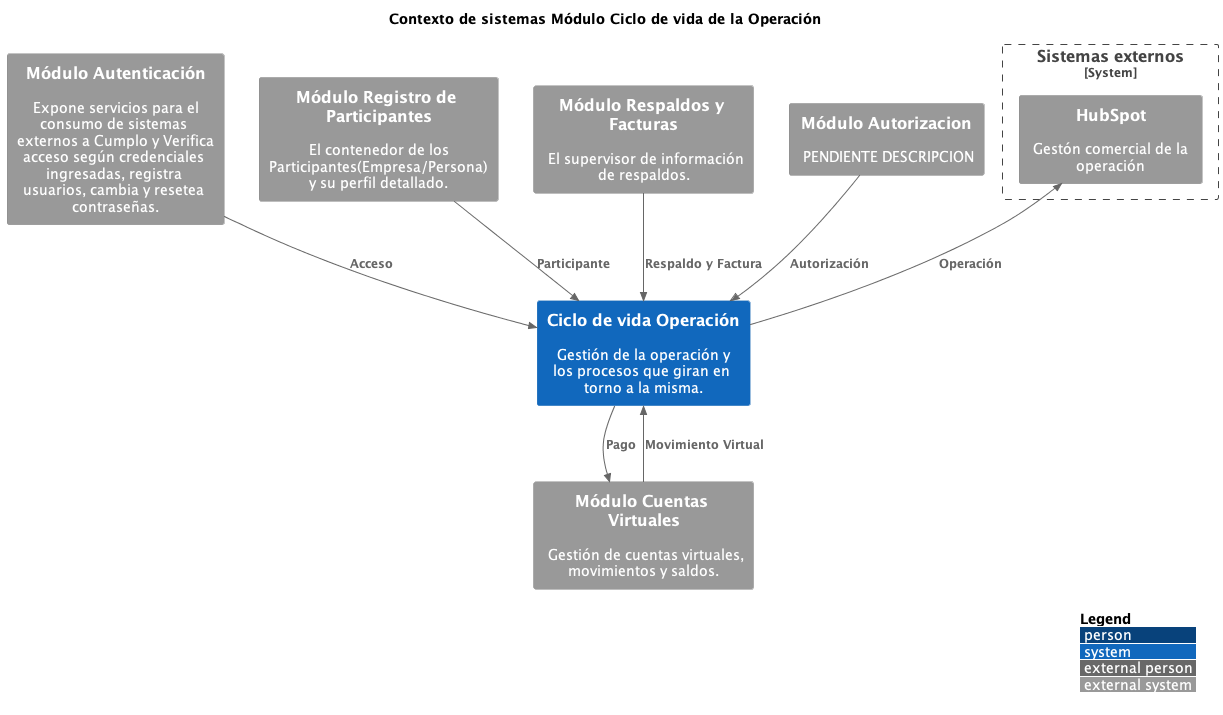 Contexto de sistemas Módulo Ciclo de vida de la Operación
Módulo Autenticación
Expone servicios para el
consumo de sistemas
externos a Cumplo y Verifica
acceso según credenciales
ingresadas, registra
usuarios, cambia y resetea
contraseñas.
Módulo Registro de
Participantes
El contenedor de los
Participantes(Empresa/Persona)
y su perfil detallado.
Módulo Respaldos y
Facturas
El supervisor de información
de respaldos.
Módulo Autorizacion
PENDIENTE DESCRIPCION
Sistemas externos
[System]
HubSpot
Gestón comercial de la
operación
Acceso
Participante
Respaldo y Factura
Autorización
Operación
Ciclo de vida Operación
Gestión de la operación y
los procesos que giran en
torno a la misma.
Pago
Movimiento Virtual
Módulo Cuentas
Virtuales
Gestión de cuentas virtuales,
movimientos y saldos.
Legend
person
system
external person
external system